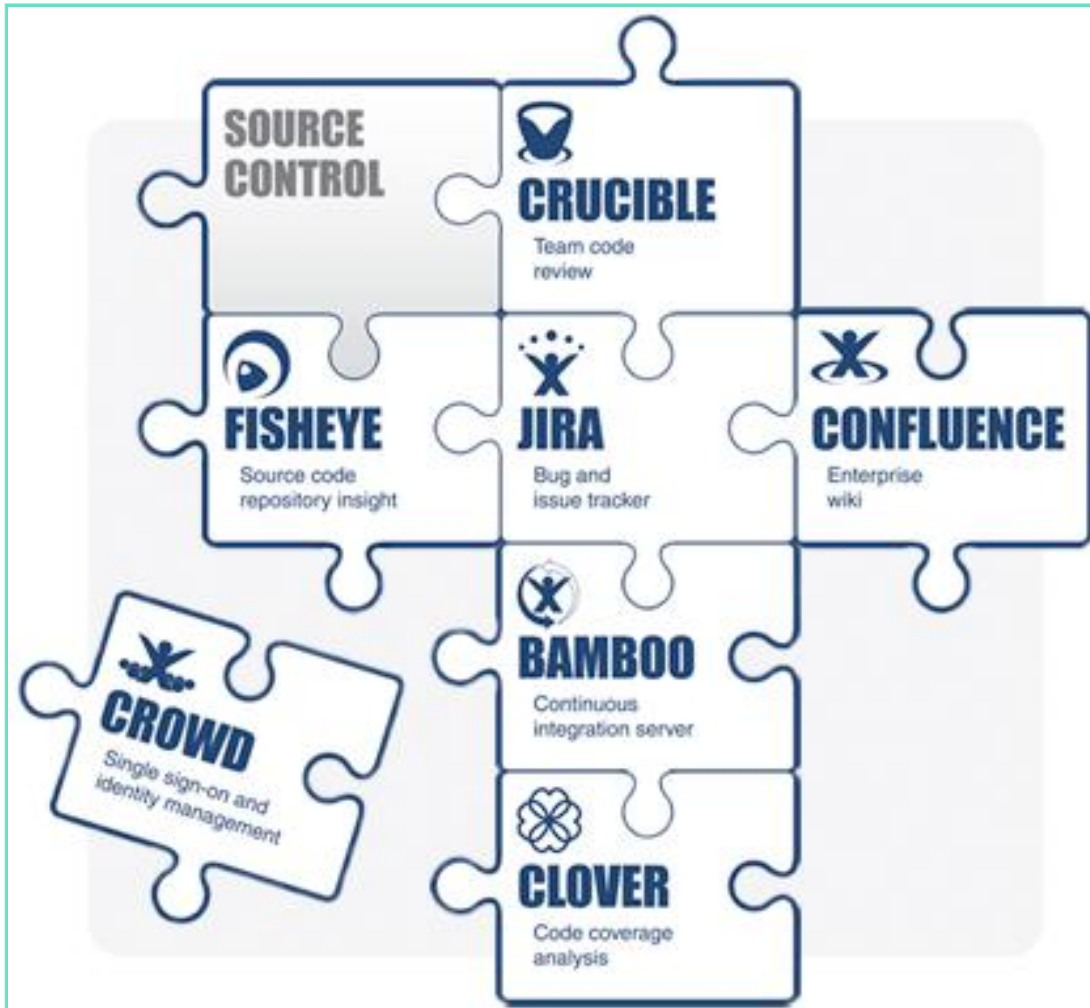 SOURCE
CONTROL
CRUCIBLE
Team code
review
FISHEYE
Source code
repository insight
JIRA
Bug and
issue tracker
CONFLUENCE
Enterprise
wiki
BAMBOO
Continuous
integration server
CROWD
Single sign-on and
identity management
CLOVER
Code coverage
analysis